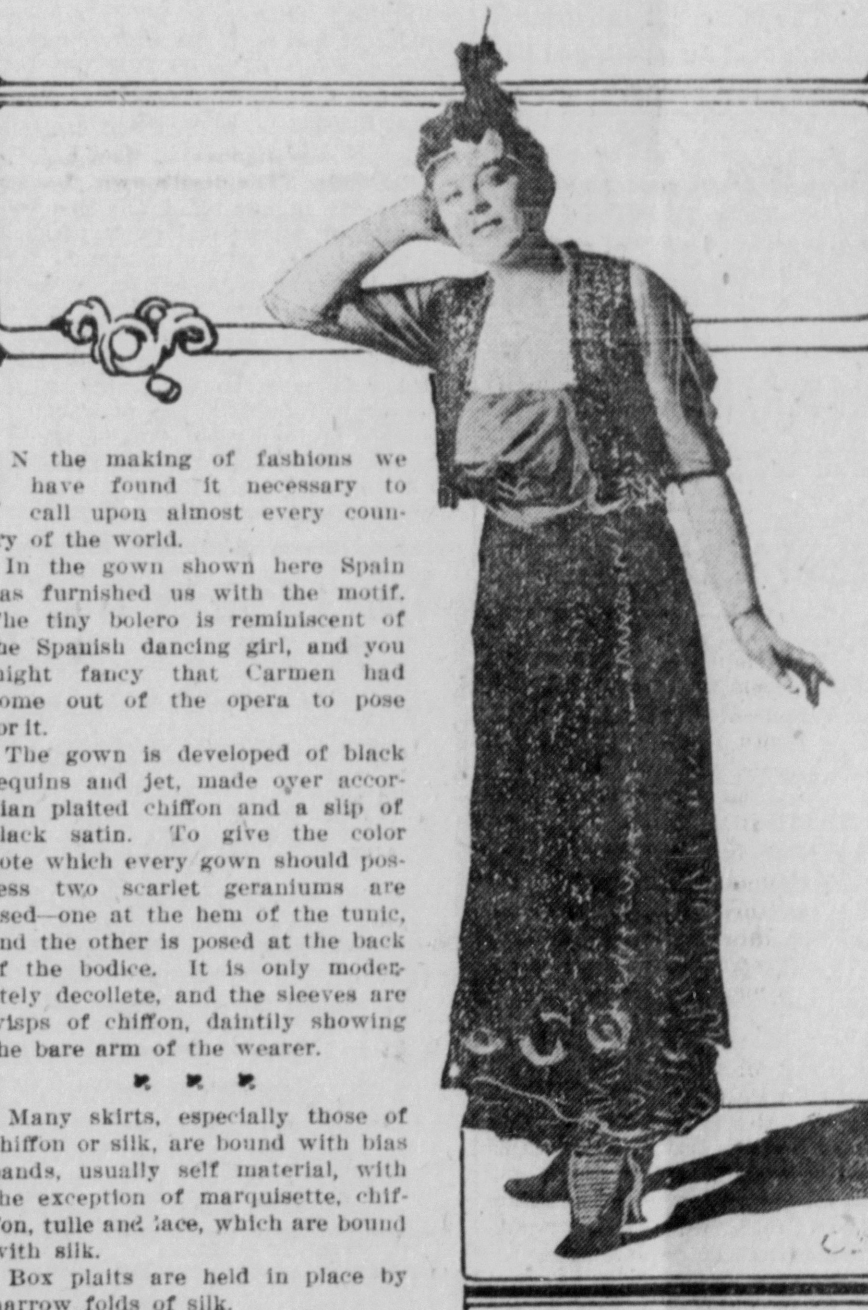 N the making of fashions we
have found it necessary to
call upon almost every coun-
ry of the world.
In the gown shown here Spain
as furnished us with the motif.
he tiny bolero is reminiscent of
he Spanish dancing girl, and you
night fancy that Carmen had
ome out of the opera to pose
or it.
The gown is developed of black
equins and jet, made over accor-
ian plaited chiffon and a slip of
lack satin. To give the color
ote which every gown should pos-
ess two scarlet geraniums are
sed—one at the hem of the tunic,
nd the other is posed at the back
f the bodice. It is only moder-
tely decollete, and the sleeves are
isps of chiffon, daintily showing
he bare arm of the wearer.
Many skirts, especially those of
hiffon or silk, are bound with bias
ands, usually self material, with
he exception of marquisette, chif-
on, tulle and lace, which are bound
with silk.
Box plaits are held in place by
narrow folds of silk.